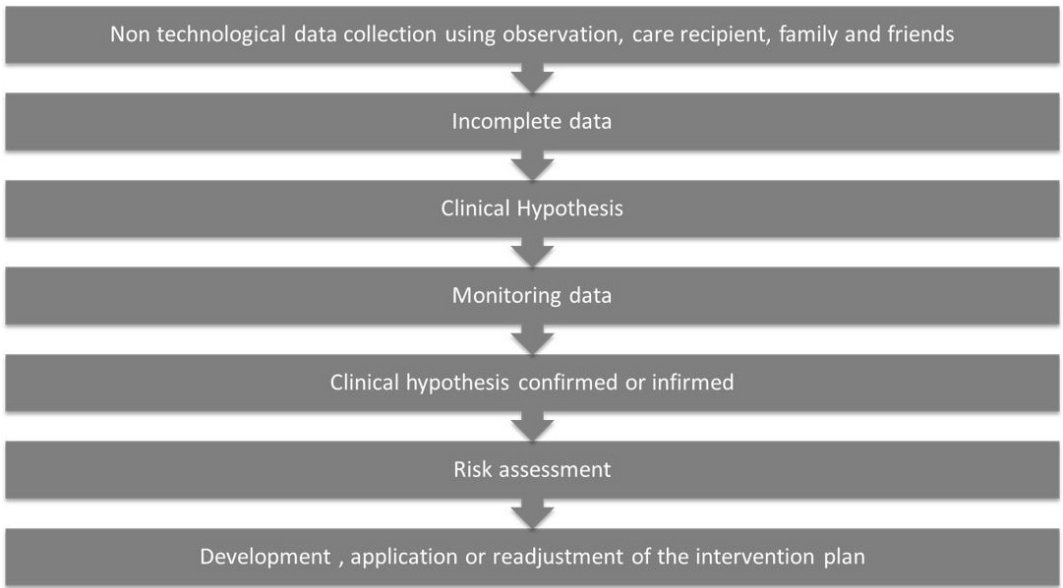 Non technological data collection using observation, care recipient, family and friends
Incomplete data
Clinical Hypothesis
Monitoring data
Clinical hypothesis confirmed or infirmed
Risk assessment
Development , application or readjustment of the intervention plan